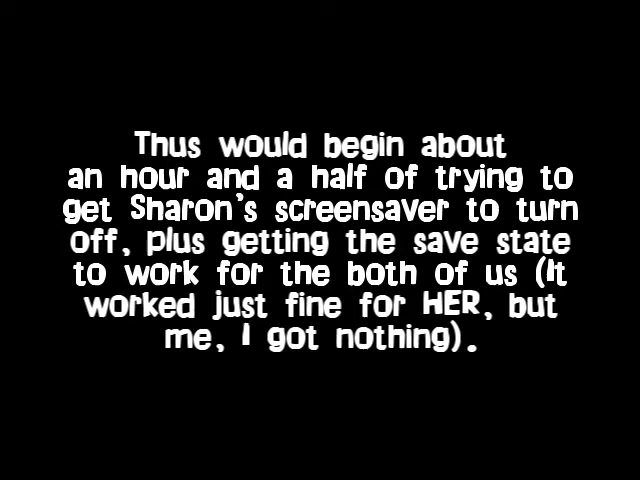 Thus would begin about
an hour and a half of trying to
get Sharon's screensaver to turn
off, plus getting the save state
to work for the both of us (It
worked just fine for HER, but
me, I got nothing).